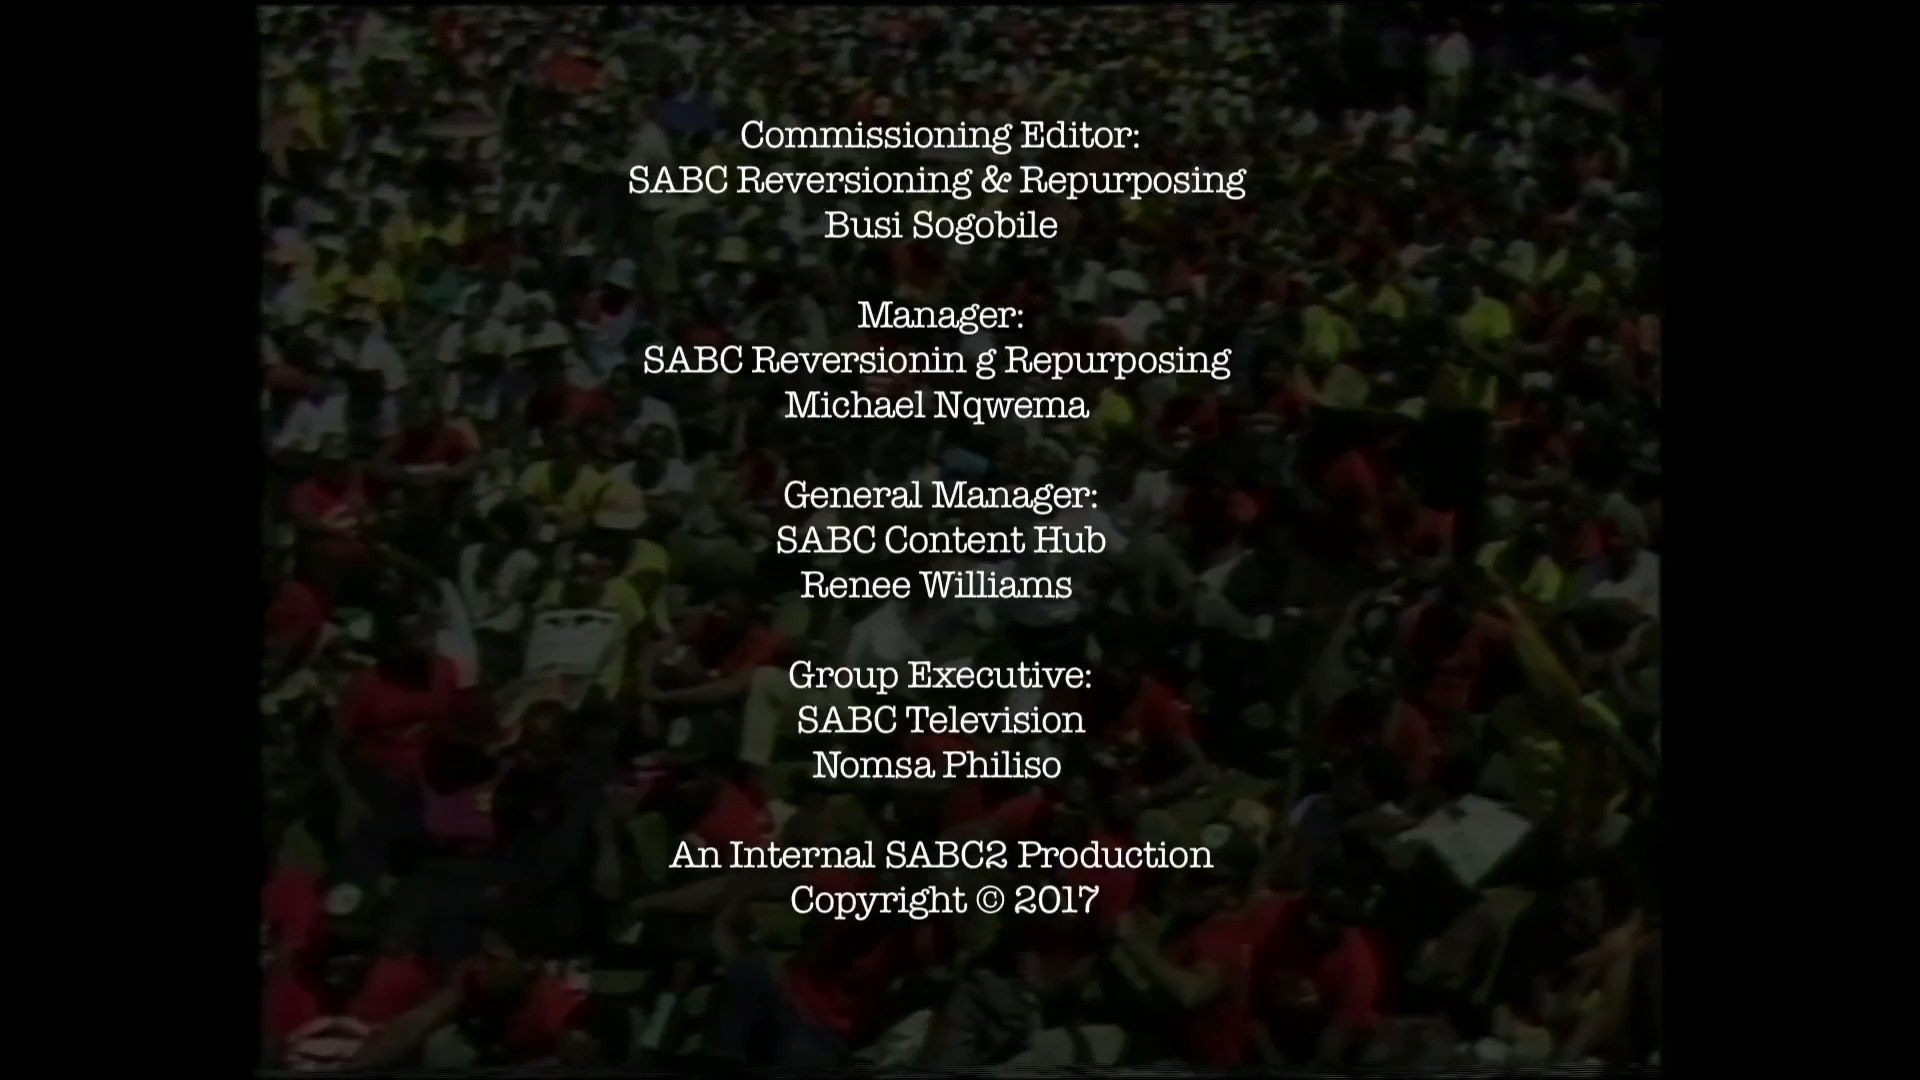 Commissioning Editor:
SABC Reversioning & Repurposing
Busi Sogobile
Manager:
SABC Reversionin g Repurposing
Michael Nqwema
General Manager:
SABC Content Hub
Renee Williams
Group Executive:
SABC Television
Nomsa Philiso
An Internal SABC2 Production
Copyright © 2017